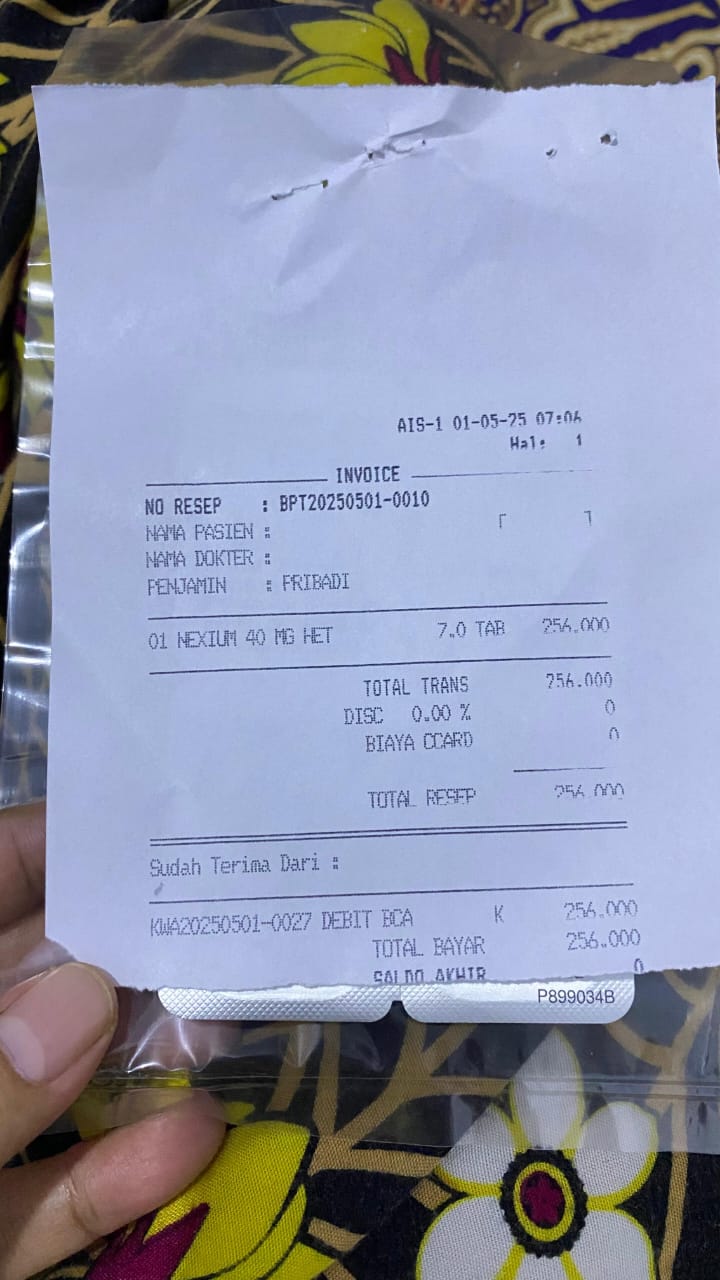 AIS-1 01-05-25 07:06
Hal: 1
INVOICE
NO RESEP : BPT20250501-0010
NAMA PASIEN :
NAMA DOKTER :
PENJAMIN : PRIBADI
01 NEXIUM 40 MG HET 7.0 TAB 256.000
TOTAL TRANS 256.000
DISC 0.00 % 0
BIAYA CCARD 0
TOTAL RESEP 256.000
Sudah Terima Dari :
KWA20250501-0027 DEBIT BCA K 256.000
TOTAL BAYAR 256.000
SALDO AKHIR 0
P899034B